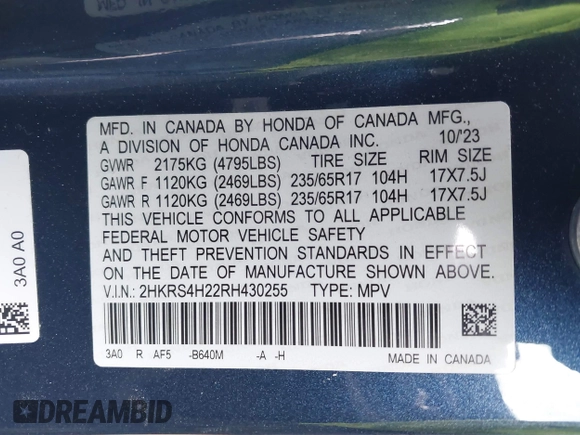 MFD. IN CANADA BY HONDA OF CANADA MFG.,
A DIVISION OF HONDA CANADA INC. 10/'23
GVWR 2175KG (4795LBS) TIRE SIZE RIM SIZE
GAWR F 1120KG (2469LBS) 235/65R17 104H 17X7.5J
GAWR R 1120KG (2469LBS) 235/65R17 104H 17X7.5J
THIS VEHICLE CONFORMS TO ALL APPLICABLE
FEDERAL MOTOR VEHICLE SAFETY
AND THEFT PREVENTION STANDARDS IN EFFECT
ON THE DATE OF MANUFACTURE SHOWN ABOVE.
V.I.N.: 2HKRS4H22RH430255 TYPE: MPV
3A0 R AF5 -B640M -A -H
MADE IN CANADA
3A0 A0
DREAMBID